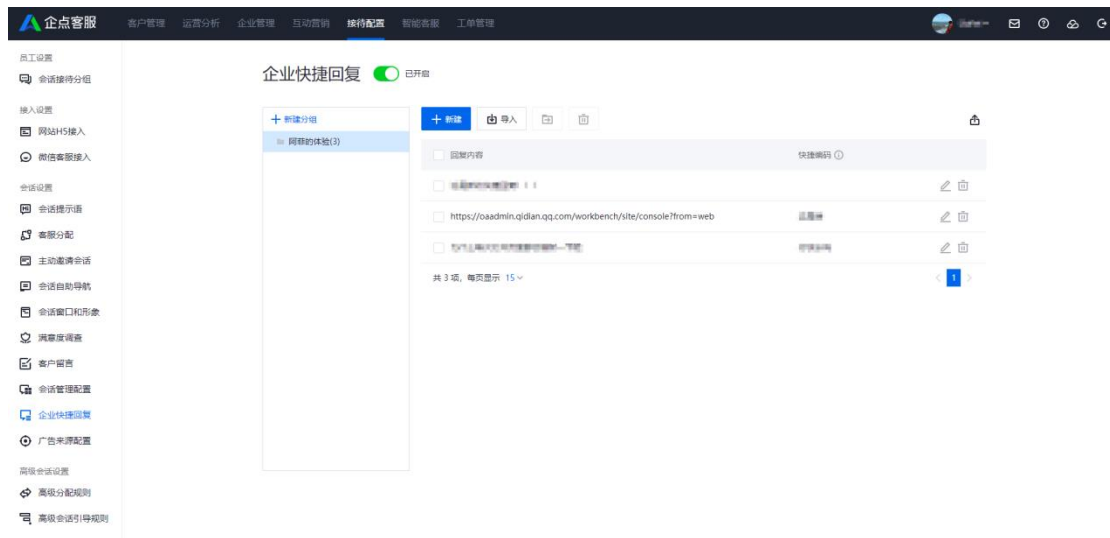 企点客服 客户管理 运营分析 企业管理 互动营销 接待配置 智能客服 工单管理
员工设置
会话接待分组
接入设置
网站H5接入
微信客服接入
会话设置
会话提示语
客服分配
主动邀请会话
会话自助导航
会话窗口和形象
满意度调查
客户留言
会话管理配置
企业快捷回复
广告来源配置
高级会话设置
高级分配规则
高级会话引导规则
企业快捷回复 已开启
新建分组
阿菲的体验(3)
新建 导入
回复内容 快捷编码
https://oaadmin.qidian.qq.com/workbench/site/console?from=web
共 3 项，每页显示 15
1